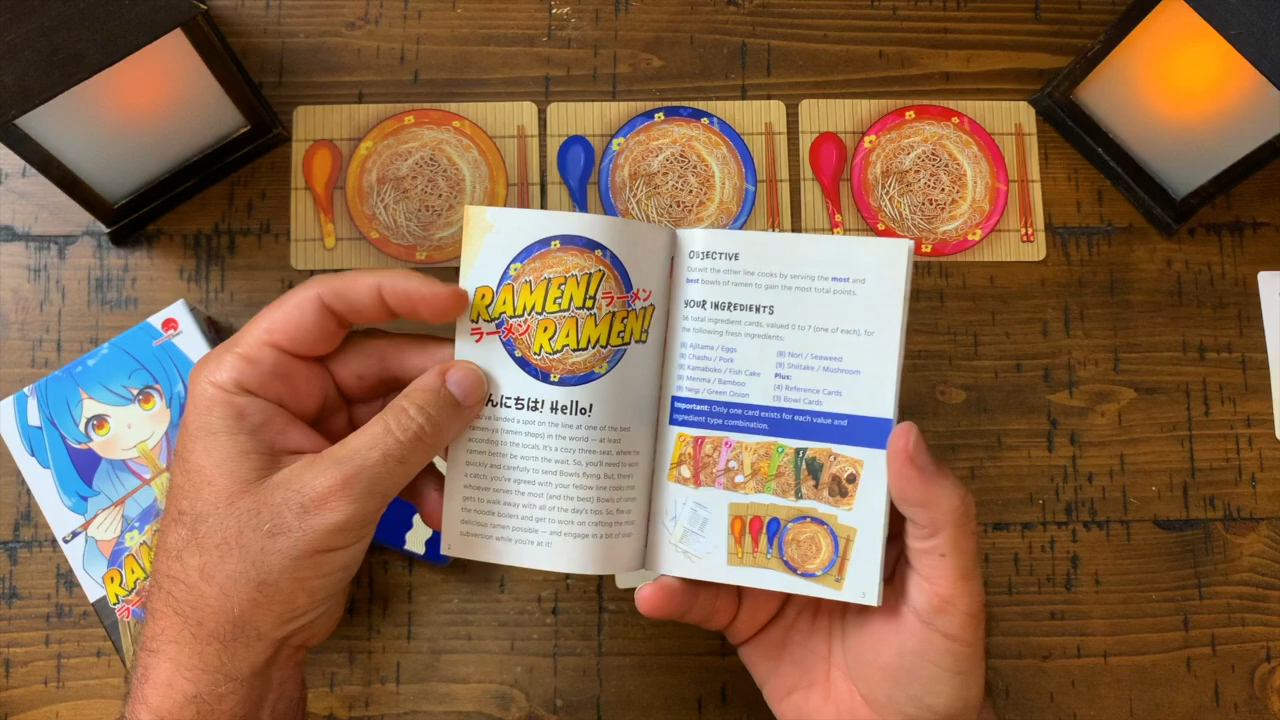 RAMEN! ラーメン
ラーメン RAMEN!
んにちは! Hello!
You've landed a spot on the line at one of the best
ramen-ya (ramen shops) in the world — at least
according to the locals. It's a cozy three-seat, where the
ramen better be worth the wait. So, you'll need to work
quickly and carefully to send Bowls flying. But, there's
a catch: you've agreed with your fellow line cooks that
whoever serves the most (and the best) Bowls of ramen
gets to walk away with all of the day's tips. So, fire up
the noodle boilers and get to work on crafting the most
delicious ramen possible — and engage in a bit of soup
subversion while you're at it!
2
OBJECTIVE
Outwit the other line cooks by serving the most and
best bowls of ramen to gain the most total points.
YOUR INGREDIENTS
56 total ingredient cards, valued 0 to 7 (one of each), for
the following fresh ingredients:
(8) Ajitama / Eggs
(8) Chashu / Pork
(8) Kamaboko / Fish Cake
(8) Menma / Bamboo
(8) Negi / Green Onion
(8) Nori / Seaweed
(8) Shiitake / Mushroom
Plus:
(4) Reference Cards
(3) Bowl Cards
Important: Only one card exists for each value and
ingredient type combination.
3
RA